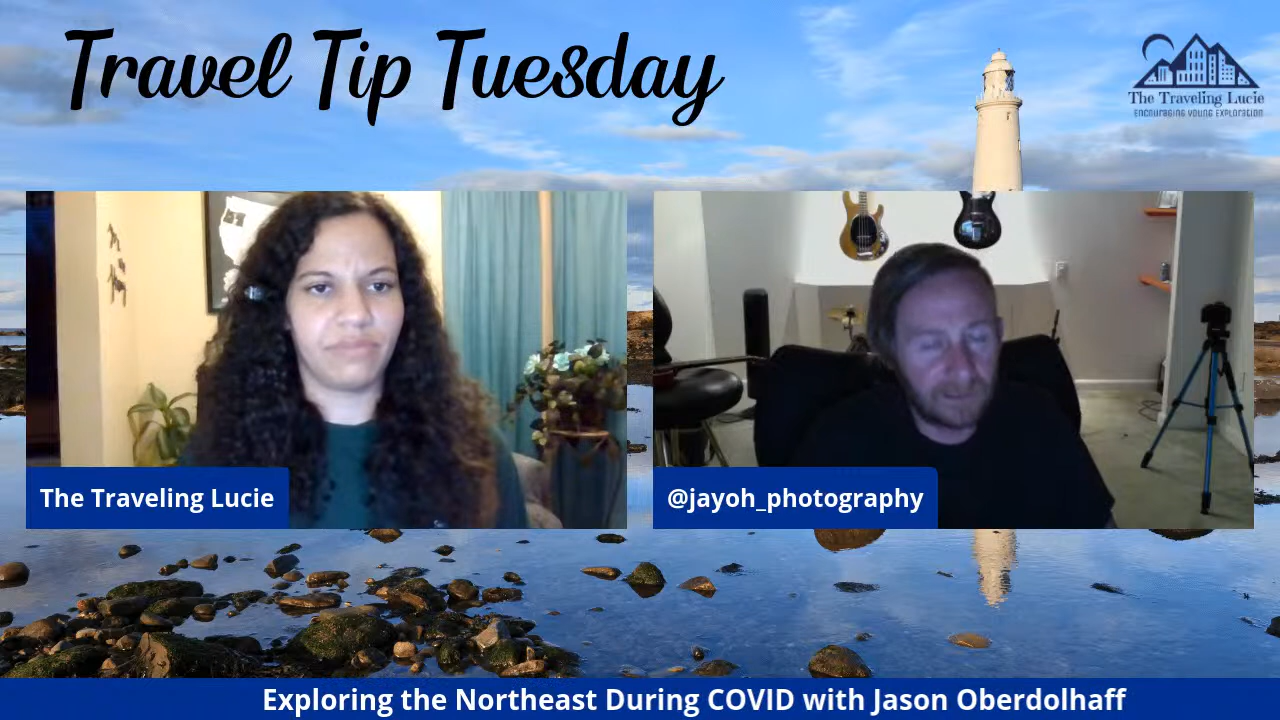 Travel Tip Tuesday
The Traveling Lucie
ENCOURAGING YOUNG EXPLORATION
The Traveling Lucie
@jayoh_photography
Exploring the Northeast During COVID with Jason Oberdolhaff